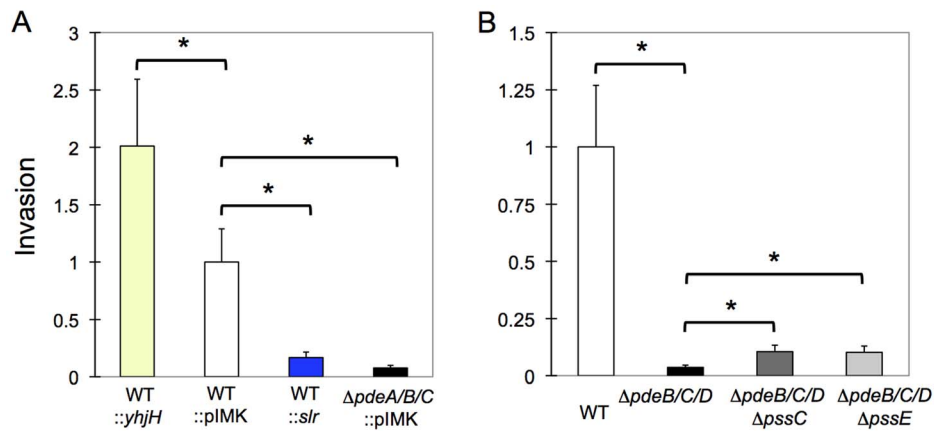 A
3
2.5
2
1.5
1
0.5
0
Invasion
*
*
*
WT
::yhjH
WT
::pIMK
WT
::slr
ΔpdeA/B/C
::pIMK
B
1.5
1.25
1
0.75
0.5
0.25
0
*
*
*
WT
ΔpdeB/C/D
ΔpdeB/C/D
ΔpssC
ΔpdeB/C/D
ΔpssE